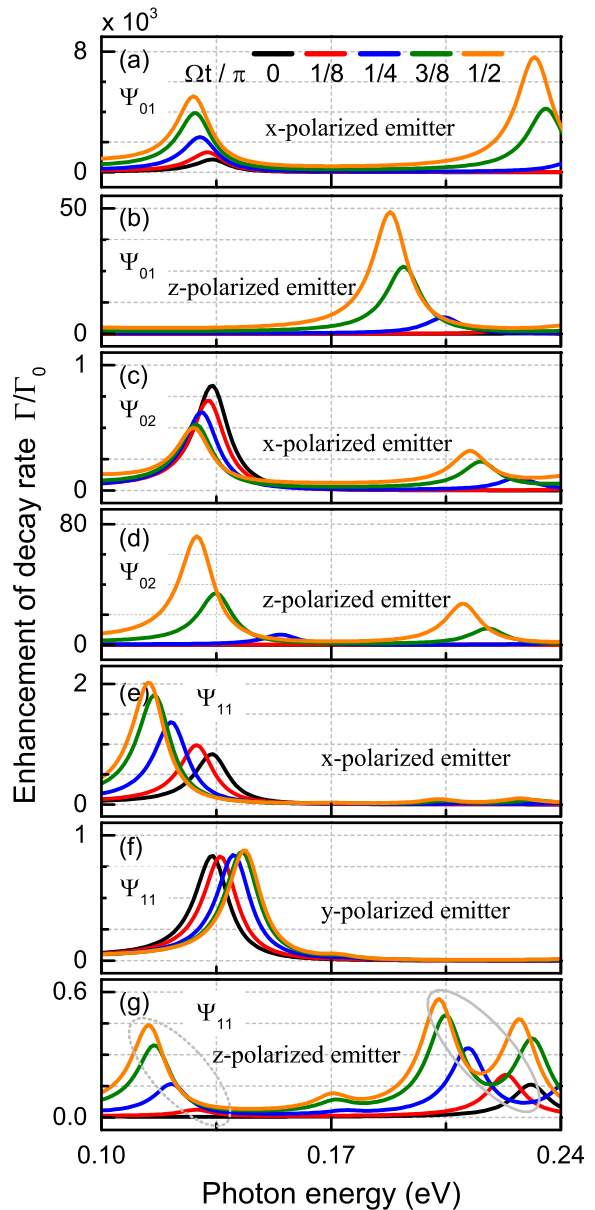 x 10³
8
(a)
Ωt / π 0 1/8 1/4 3/8 1/2
Ψ₀₁
x-polarized emitter
0
50
(b)
Ψ₀₁
z-polarized emitter
0
1
(c)
Ψ₀₂
x-polarized emitter
0
80
(d)
Ψ₀₂
z-polarized emitter
0
2
(e)
Ψ₁₁
x-polarized emitter
0
1
(f)
Ψ₁₁
y-polarized emitter
0
0.6
(g)
Ψ₁₁
z-polarized emitter
0.0
0.10 0.17 0.24
Photon energy (eV)
Enhancement of decay rate Γ/Γ₀